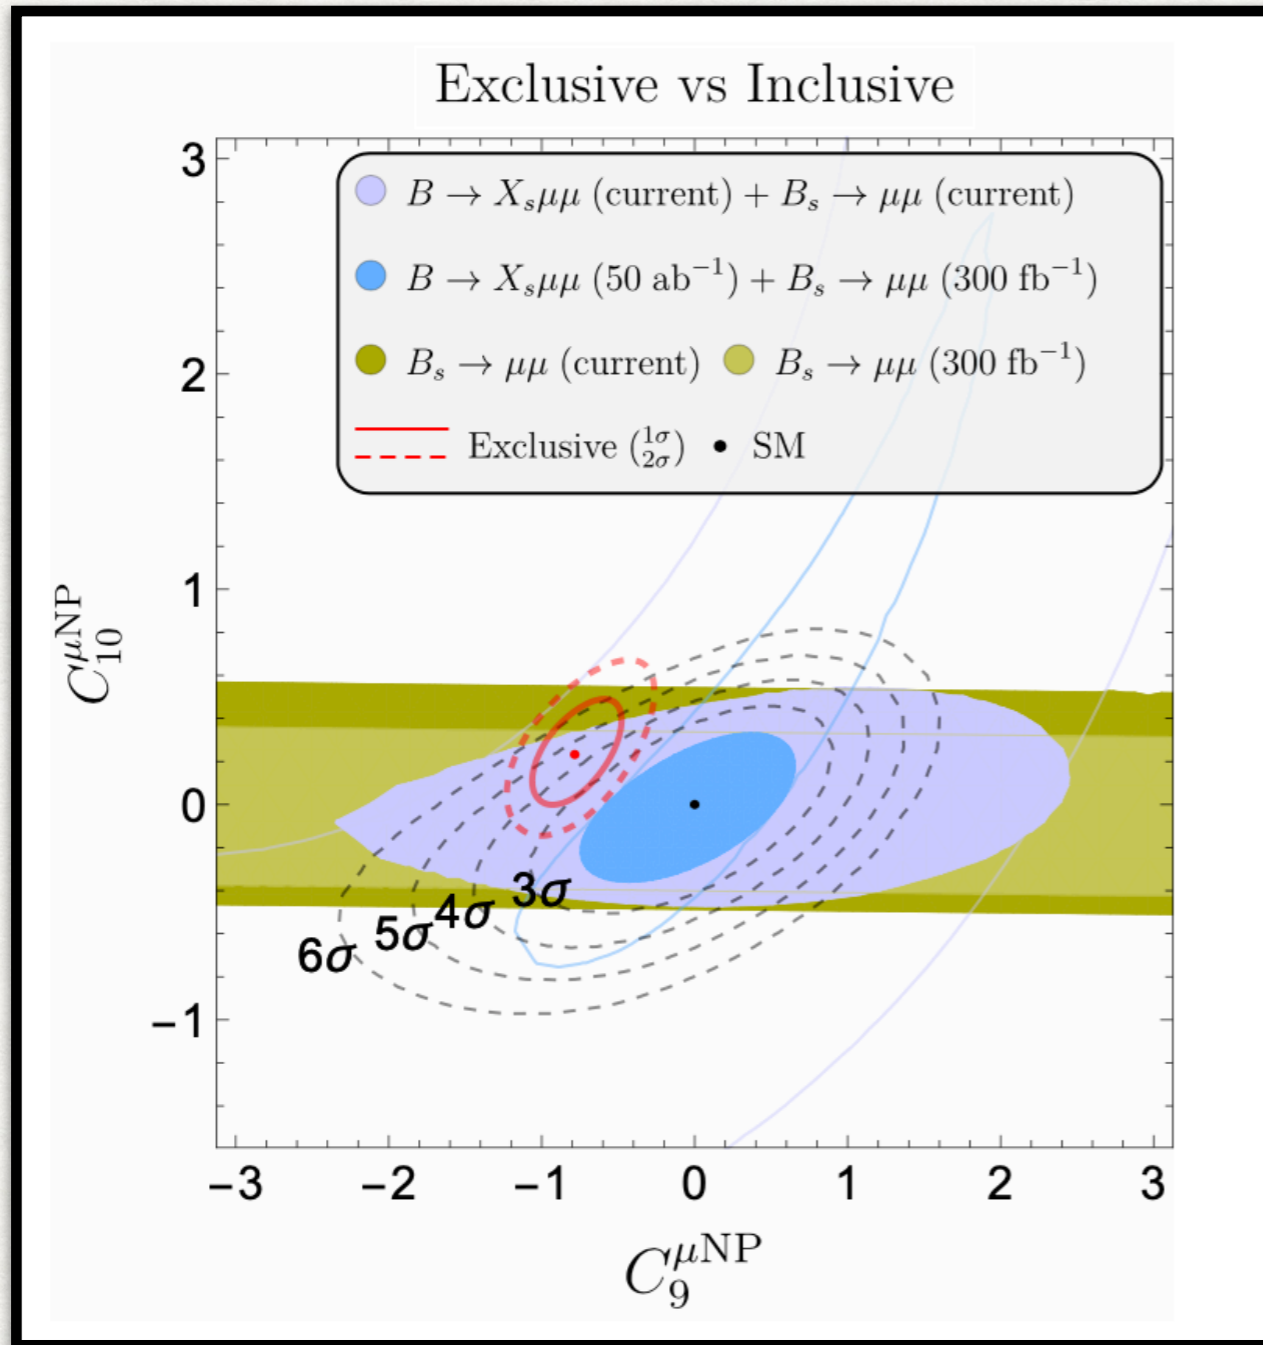 Exclusive vs Inclusive
B → X_sμμ (current) + B_s → μμ (current)
B → X_sμμ (50 ab⁻¹) + B_s → μμ (300 fb⁻¹)
B_s → μμ (current) B_s → μμ (300 fb⁻¹)
Exclusive (1σ 2σ) SM
3
2
1
0
−1
C_10^μNP
3σ
4σ
5σ
6σ
−3 −2 −1 0 1 2 3
C_9^μNP